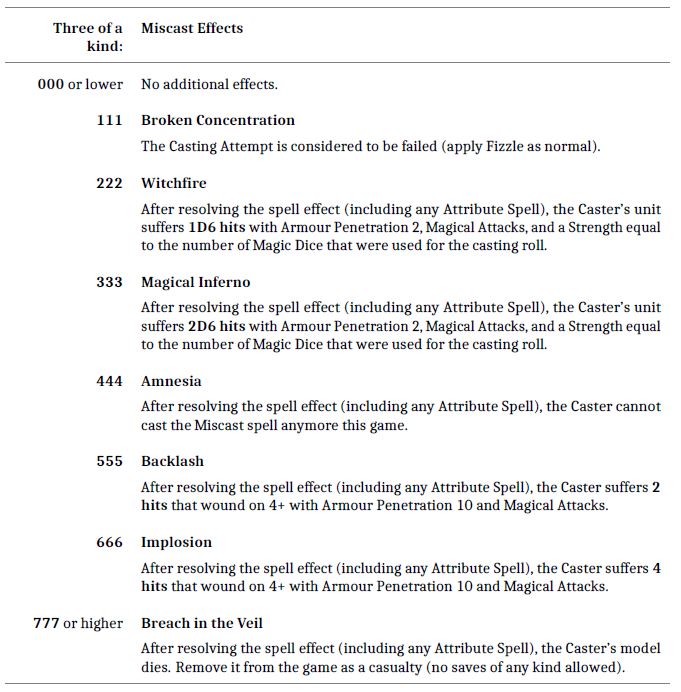 Three of a
kind:
Miscast Effects
000 or lower No additional effects.
111 Broken Concentration
The Casting Attempt is considered to be failed (apply Fizzle as normal).
222 Witchfire
After resolving the spell effect (including any Attribute Spell), the Caster’s unit
suffers 1D6 hits with Armour Penetration 2, Magical Attacks, and a Strength equal
to the number of Magic Dice that were used for the casting roll.
333 Magical Inferno
After resolving the spell effect (including any Attribute Spell), the Caster’s unit
suffers 2D6 hits with Armour Penetration 2, Magical Attacks, and a Strength equal
to the number of Magic Dice that were used for the casting roll.
444 Amnesia
After resolving the spell effect (including any Attribute Spell), the Caster cannot
cast the Miscast spell anymore this game.
555 Backlash
After resolving the spell effect (including any Attribute Spell), the Caster suffers 2
hits that wound on 4+ with Armour Penetration 10 and Magical Attacks.
666 Implosion
After resolving the spell effect (including any Attribute Spell), the Caster suffers 4
hits that wound on 4+ with Armour Penetration 10 and Magical Attacks.
777 or higher Breach in the Veil
After resolving the spell effect (including any Attribute Spell), the Caster’s model
dies. Remove it from the game as a casualty (no saves of any kind allowed).